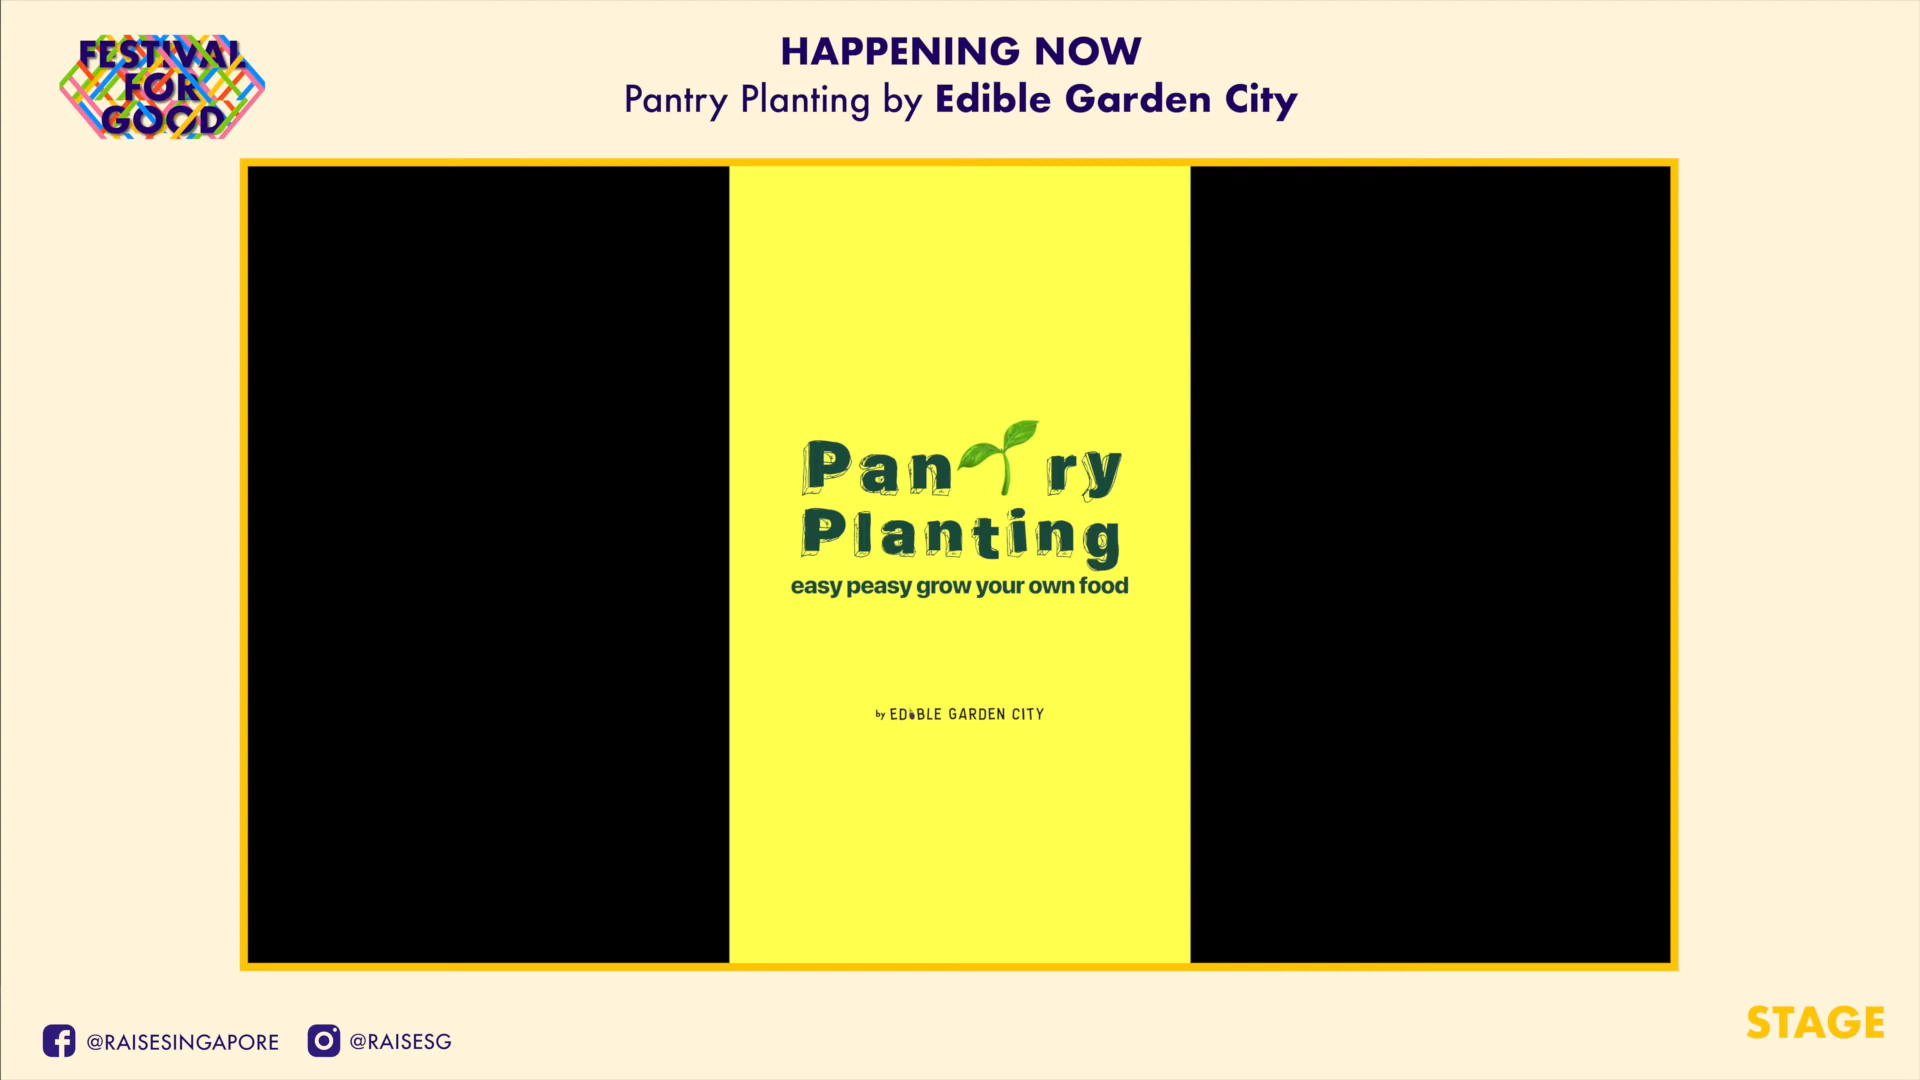 FESTIVAL
FOR
GOOD
HAPPENING NOW
Pantry Planting by Edible Garden City
Pantry
Planting
easy peasy grow your own food
by EDIBLE GARDEN CITY
@RAISESINGAPORE
@RAISESG
STAGE